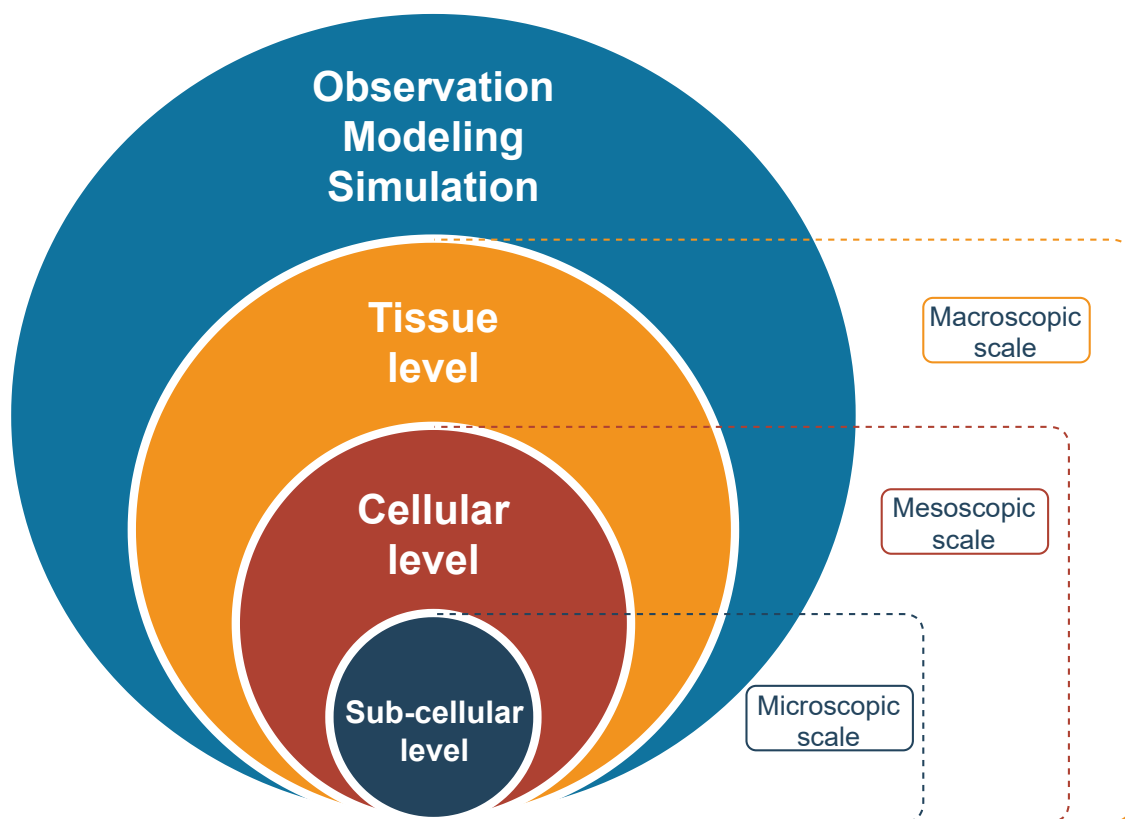 Observation
Modeling
Simulation
Tissue
level
Macroscopic
scale
Cellular
level
Mesoscopic
scale
Sub-cellular
level
Microscopic
scale